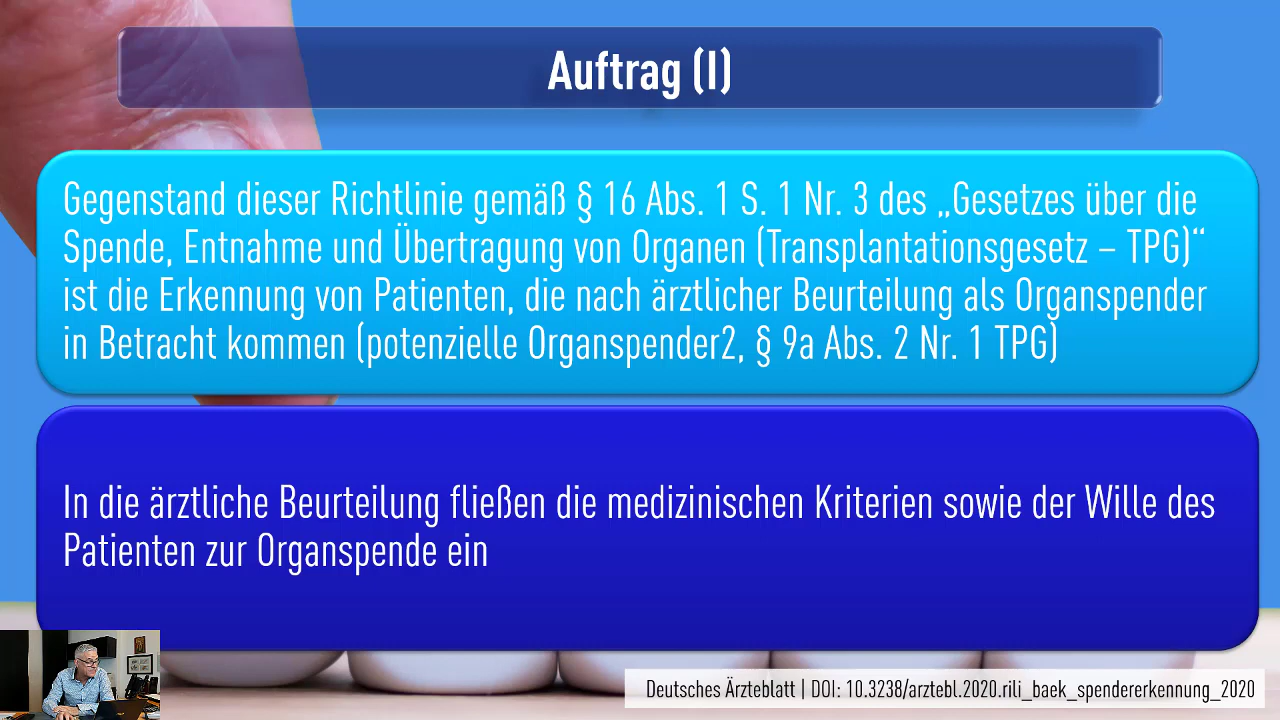 Auftrag (I)
Gegenstand dieser Richtlinie gemäß § 16 Abs. 1 S. 1 Nr. 3 des „Gesetzes über die
Spende, Entnahme und Übertragung von Organen (Transplantationsgesetz – TPG)“
ist die Erkennung von Patienten, die nach ärztlicher Beurteilung als Organspender
in Betracht kommen (potenzielle Organspender2, § 9a Abs. 2 Nr. 1 TPG)
In die ärztliche Beurteilung fließen die medizinischen Kriterien sowie der Wille des
Patienten zur Organspende ein
Deutsches Ärzteblatt | DOI: 10.3238/arztebl.2020.rili_baek_spendererkennung_2020